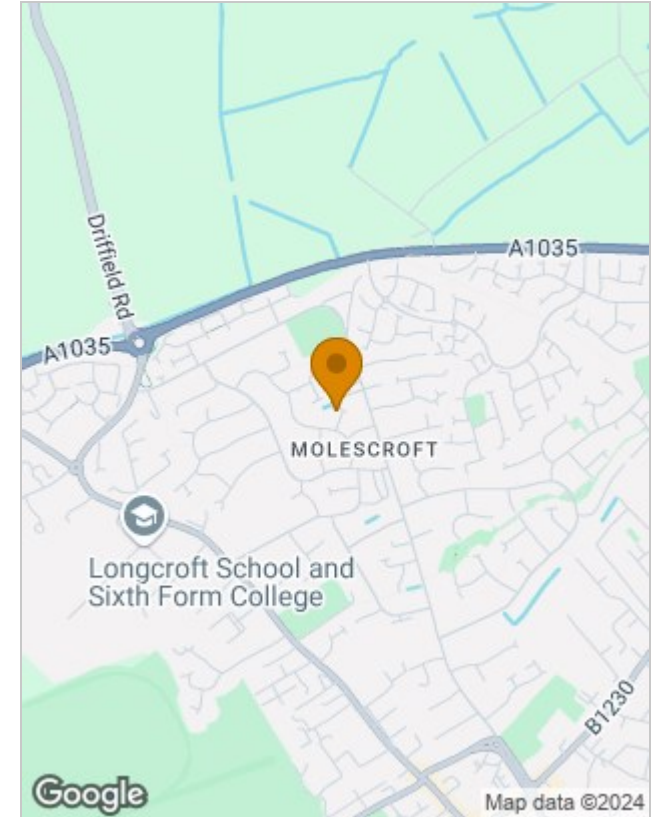 Driffield Rd
A1035
A1035
MOLESCROFT
Longcroft School and
Sixth Form College
B1230
Google
Map data ©2024